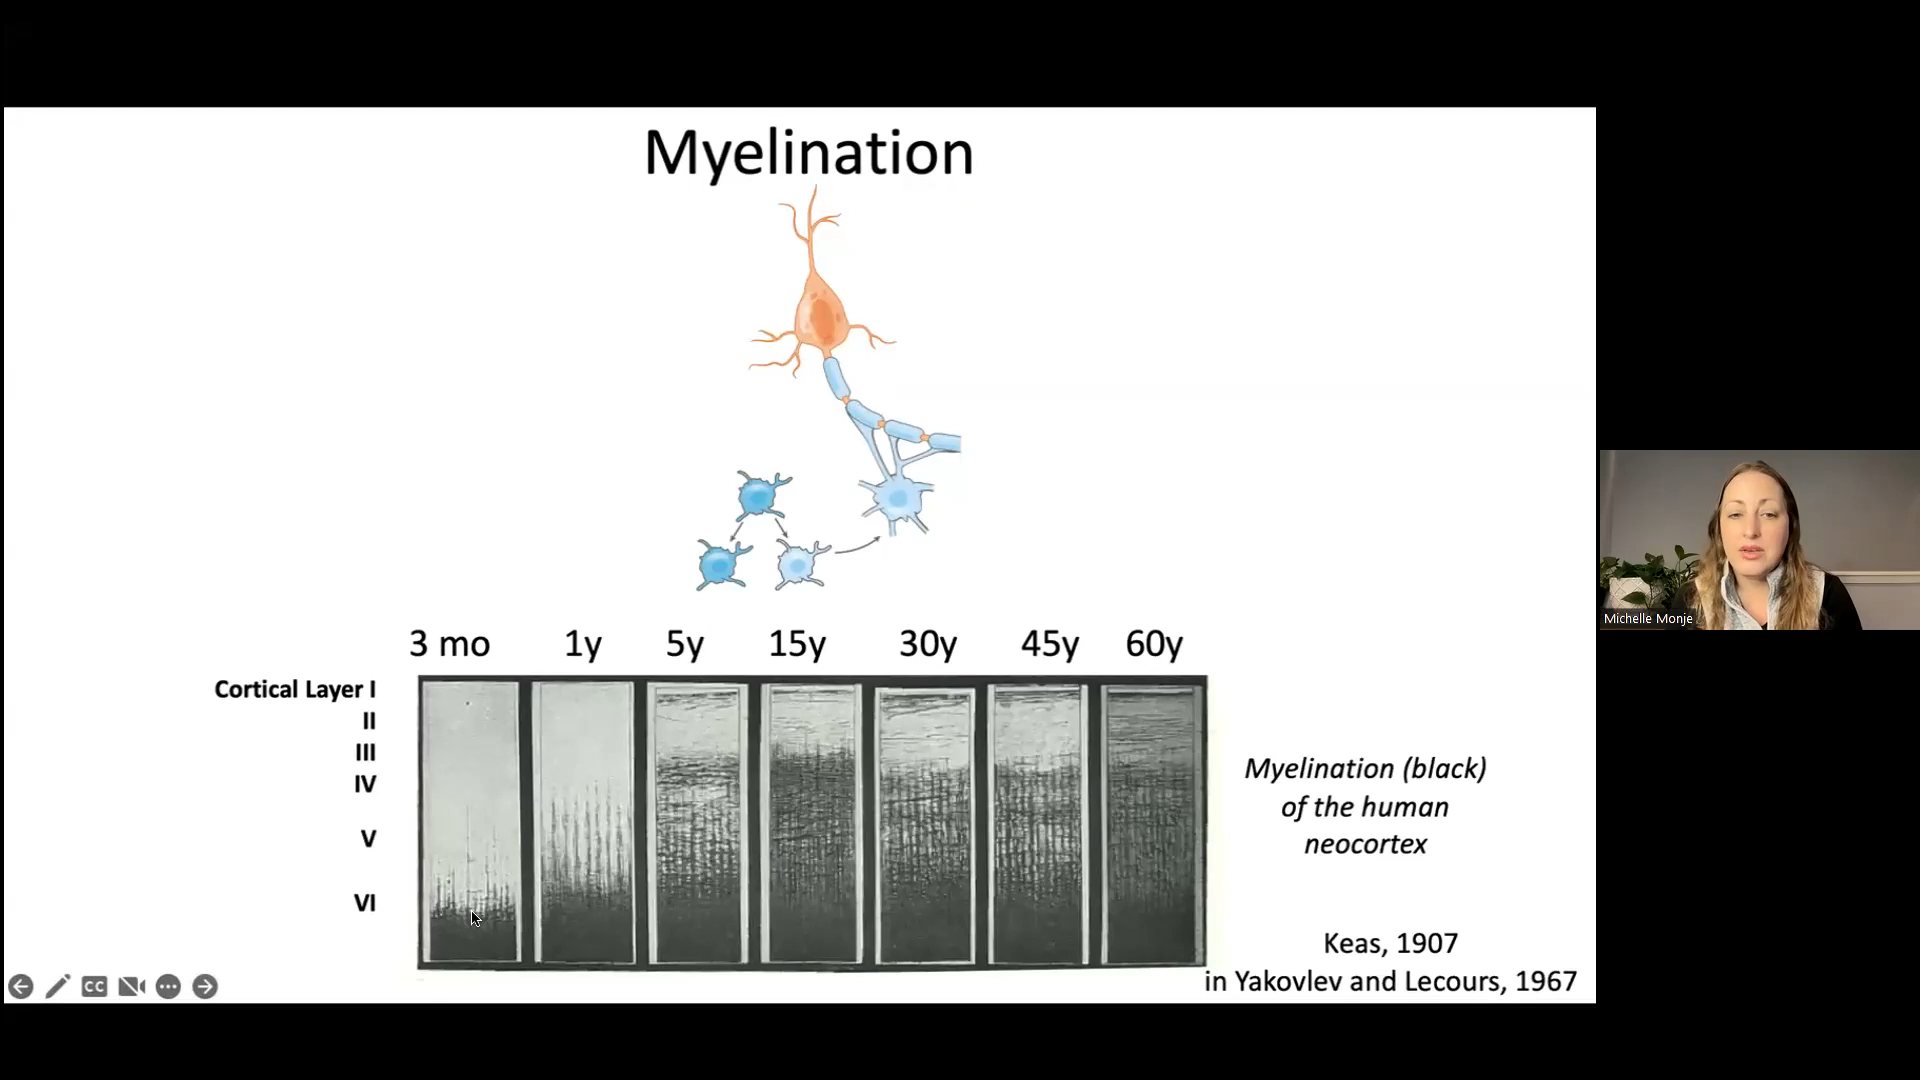 Myelination
3 mo 1y 5y 15y 30y 45y 60y
Cortical Layer I
II
III
IV
V
VI
Myelination (black)
of the human
neocortex
Keas, 1907
in Yakovlev and Lecours, 1967
CC
Michelle Monje